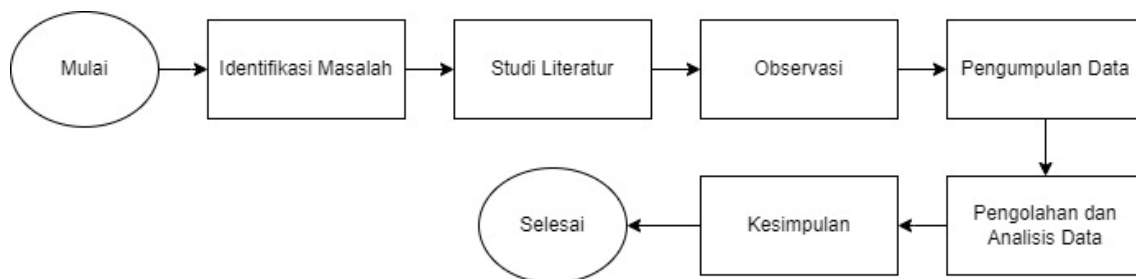 Mulai
Identifikasi Masalah
Studi Literatur
Observasi
Pengumpulan Data
Pengolahan dan
Analisis Data
Kesimpulan
Selesai